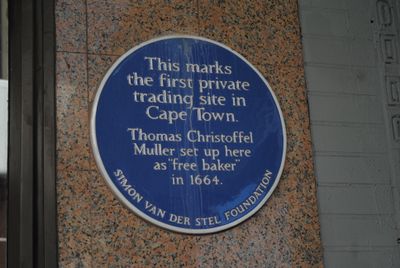 This marks
the first private
trading site in
Cape Town.
Thomas Christoffel
Muller set up here
as "free baker"
in 1664.
SIMON VAN DER STEL FOUNDATION